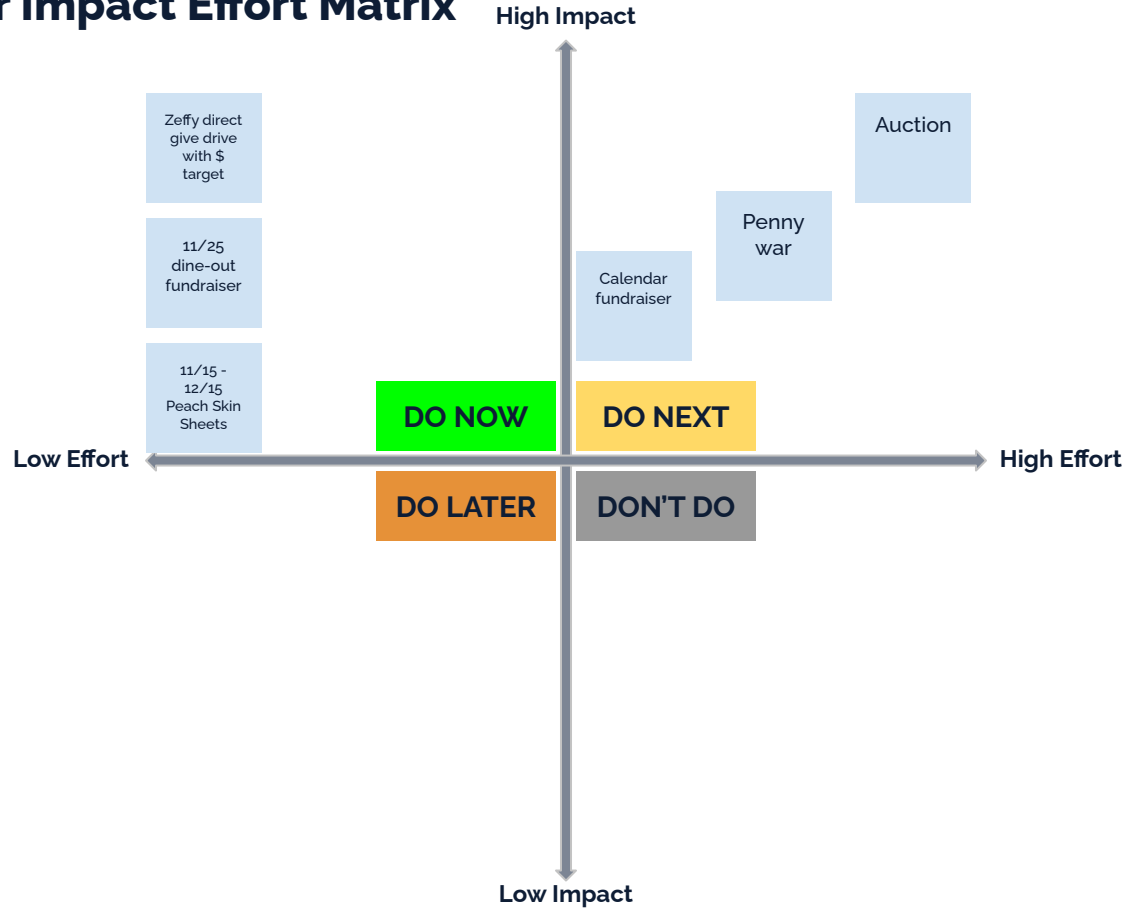 r Impact Effort Matrix
High Impact
Zeffy direct
give drive
with $
target
Auction
Penny
war
11/25
dine-out
fundraiser
Calendar
fundraiser
11/15 -
12/15
Peach Skin
Sheets
DO NOW
DO NEXT
Low Effort
High Effort
DO LATER
DON'T DO
Low Impact